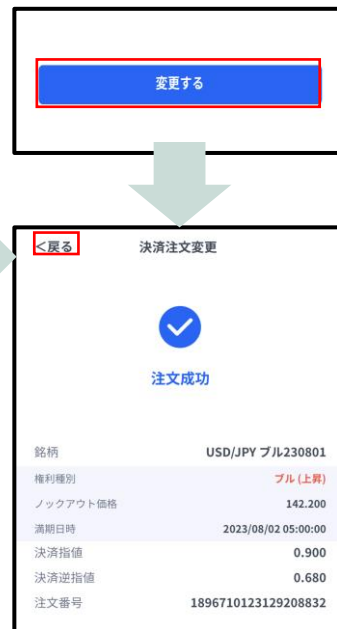 変更する
<戻る 決済注文変更
注文成功
銘柄 USD/JPY ブル230801
権利種別 ブル (上昇)
ノックアウト価格 142.200
満期日時 2023/08/02 05:00:00
決済指値 0.900
決済逆指値 0.680
注文番号 1896710123129208832